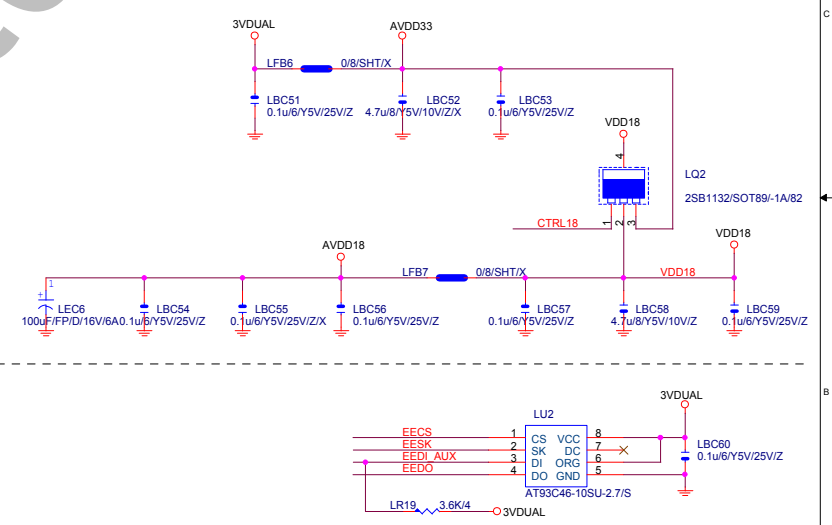 C
3VDUAL
AVDD33
LFB6
0/8/SHT/X
LBC51
0.1u/6/Y5V/25V/Z
LBC52
4.7u/8/Y5V/10V/Z/X
LBC53
0.1u/6/Y5V/25V/Z
VDD18
4
LQ2
2SB1132/SOT89/-1A/82
CTRL18
1
2
3
AVDD18
VDD18
LFB7
0/8/SHT/X
VDD18
1
+
LEC6
100uF/FP/D/16V/6A
LBC54
0.1u/6/Y5V/25V/Z
LBC55
0.1u/6/Y5V/25V/Z/X
LBC56
0.1u/6/Y5V/25V/Z
LBC57
0.1u/6/Y5V/25V/Z
LBC58
4.7u/8/Y5V/10V/Z
LBC59
0.1u/6/Y5V/25V/Z
B
3VDUAL
LU2
EECS
1
CS
VCC
8
EESK
2
SK
DC
7
EEDI_AUX
3
DI
ORG
6
EEDO
4
DO
GND
5
LBC60
0.1u/6/Y5V/25V/Z
AT93C46-10SU-2.7/S
LR19
3.6K/4
3VDUAL